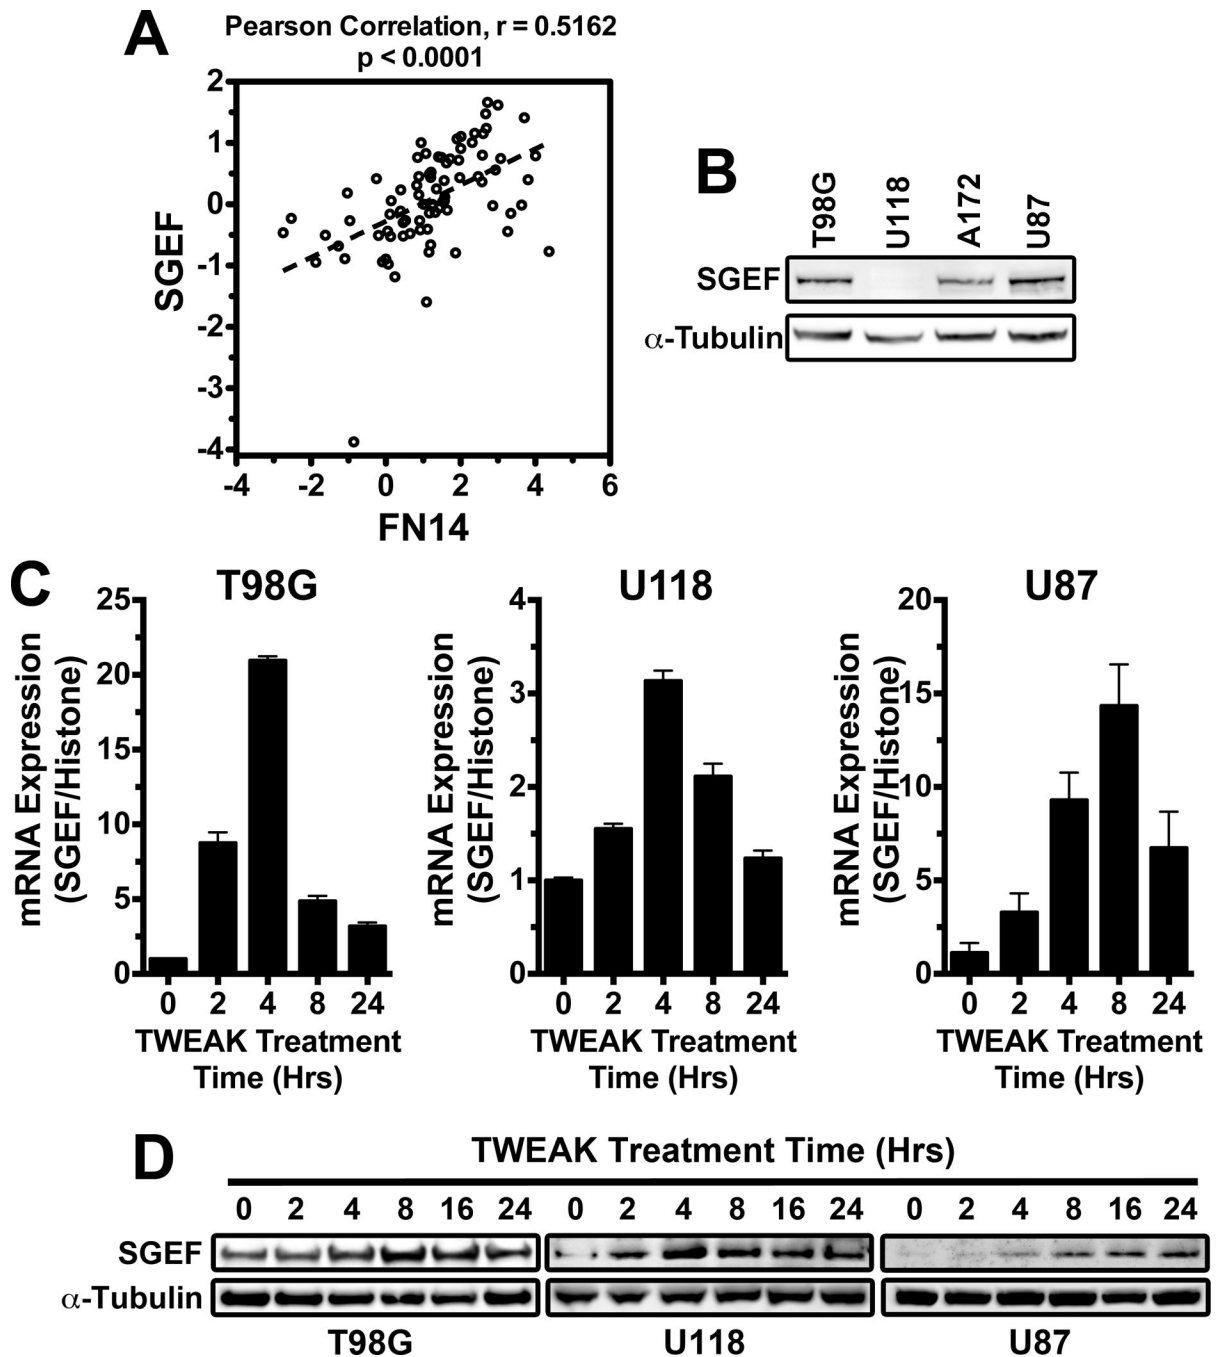 A
Pearson Correlation, r = 0.5162
p < 0.0001
SGEF
2
1
0
-1
-2
-3
-4
-4 -2 0 2 4 6
FN14
B
T98G U118 A172 U87
SGEF
α-Tubulin
C
T98G
mRNA Expression
(SGEF/Histone)
25
20
15
10
5
0
0 2 4 8 24
TWEAK Treatment
Time (Hrs)
U118
mRNA Expression
(SGEF/Histone)
4
3
2
1
0
0 2 4 8 24
TWEAK Treatment
Time (Hrs)
U87
mRNA Expression
(SGEF/Histone)
20
15
10
5
0
0 2 4 8 24
TWEAK Treatment
Time (Hrs)
D
TWEAK Treatment Time (Hrs)
0 2 4 8 16 24 0 2 4 8 16 24 0 2 4 8 16 24
SGEF
α-Tubulin
T98G U118 U87